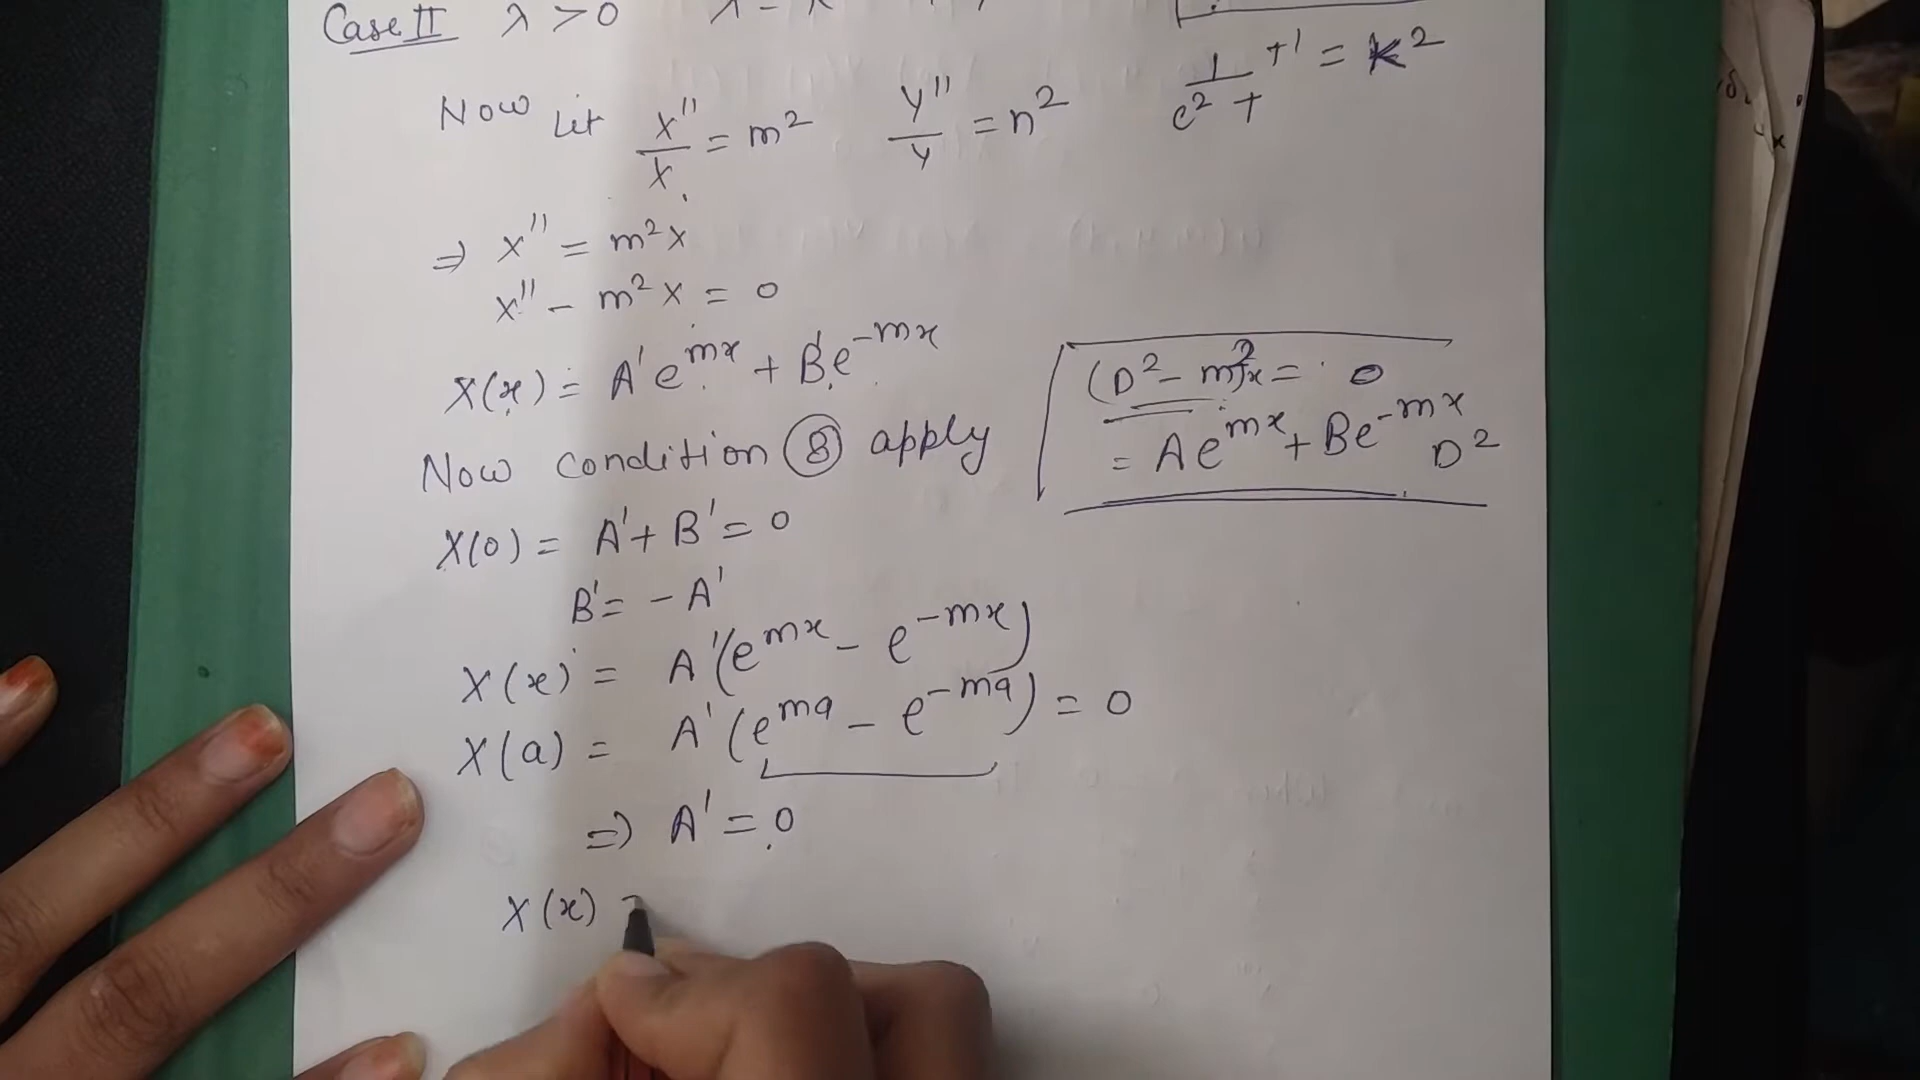 Case II λ > 0
1/c² T T' = k²
Now Let X''/X = m² Y''/Y = n²
⇒ X'' = m²X
X'' - m²X = 0
X(x) = A'e^mx + B'e^-mx
(D² - m²)x = 0
= Ae^mx + Be^-mx
D²
Now condition ⑧ apply
X(0) = A' + B' = 0
B' = -A'
X(x) = A'(e^mx - e^-mx)
X(a) = A'(e^ma - e^-ma) = 0
⇒ A' = 0
X(x)